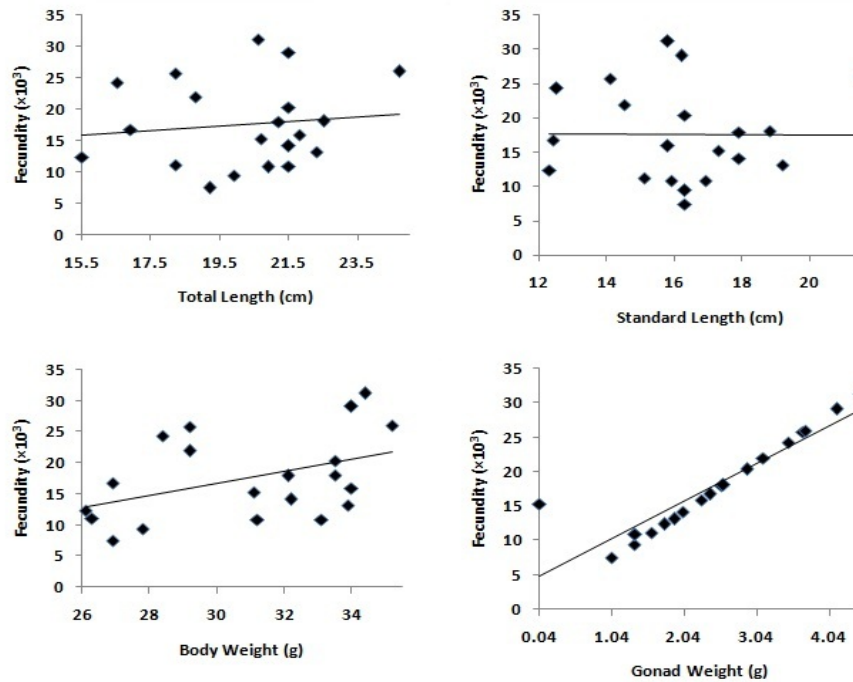 Fecundity (×10³)
35
30
25
20
15
10
5
0
15.5 17.5 19.5 21.5 23.5
Total Length (cm)
Fecundity (×10³)
35
30
25
20
15
10
5
0
12 14 16 18 20
Standard Length (cm)
Fecundity (×10³)
35
30
25
20
15
10
5
0
26 28 30 32 34
Body Weight (g)
Fecundity (×10³)
35
30
25
20
15
10
5
0
0.04 1.04 2.04 3.04 4.04
Gonad Weight (g)